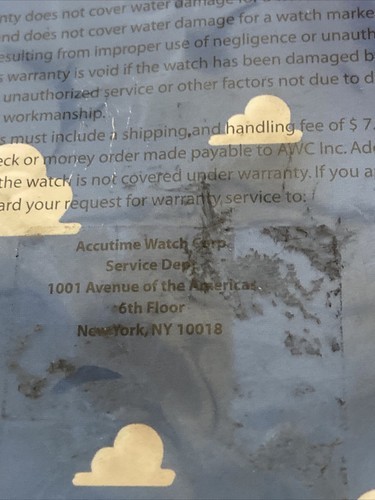 nty does not cover water damage
nd does not cover water damage for a watch marke
esulting from improper use of negligence or unauth
s warranty is void if the watch has been damaged b
unauthorized service or other factors not due to d
workmanship.
s must include a shipping and handling fee of $ 7.
eck or money order made payable to AWC Inc. Ad
the watch is not covered under warranty. If you a
ard your request for warranty service to:
Accutime Watch Corp.
Service Dept
1001 Avenue of the Americas
6th Floor
New York, NY 10018